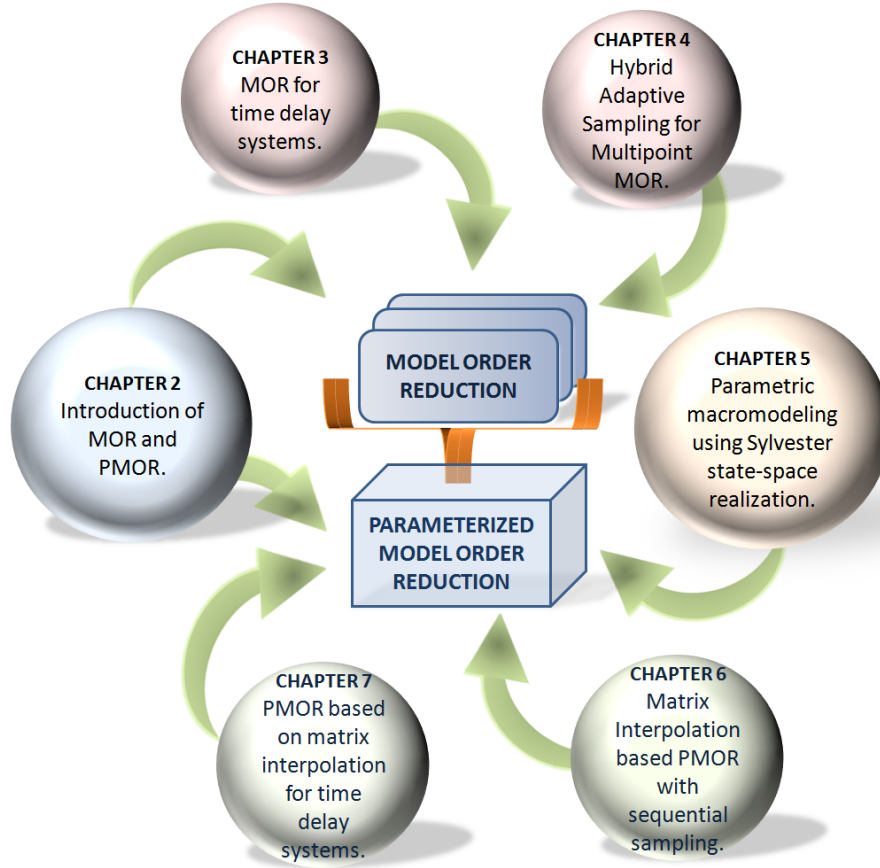 CHAPTER 3
MOR for
time delay
systems.
CHAPTER 4
Hybrid
Adaptive
Sampling for
Multipoint
MOR.
CHAPTER 2
Introduction of
MOR and
PMOR.
MODEL ORDER
REDUCTION
CHAPTER 5
Parametric
macromodeling
using Sylvester
state-space
realization.
PARAMETERIZED
MODEL ORDER
REDUCTION
CHAPTER 7
PMOR based
on matrix
interpolation
for time
delay
systems.
CHAPTER 6
Matrix
Interpolation
based PMOR
with
sequential
sampling.